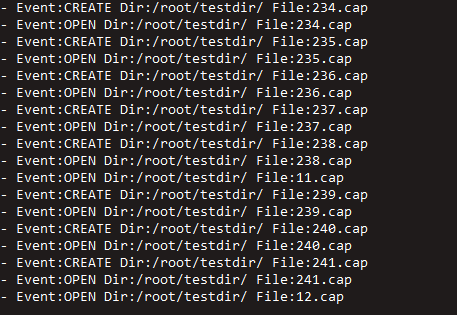 - Event:CREATE Dir:/root/testdir/ File:234.cap
- Event:OPEN Dir:/root/testdir/ File:234.cap
- Event:CREATE Dir:/root/testdir/ File:235.cap
- Event:OPEN Dir:/root/testdir/ File:235.cap
- Event:CREATE Dir:/root/testdir/ File:236.cap
- Event:OPEN Dir:/root/testdir/ File:236.cap
- Event:CREATE Dir:/root/testdir/ File:237.cap
- Event:OPEN Dir:/root/testdir/ File:237.cap
- Event:CREATE Dir:/root/testdir/ File:238.cap
- Event:OPEN Dir:/root/testdir/ File:238.cap
- Event:OPEN Dir:/root/testdir/ File:11.cap
- Event:CREATE Dir:/root/testdir/ File:239.cap
- Event:OPEN Dir:/root/testdir/ File:239.cap
- Event:CREATE Dir:/root/testdir/ File:240.cap
- Event:OPEN Dir:/root/testdir/ File:240.cap
- Event:CREATE Dir:/root/testdir/ File:241.cap
- Event:OPEN Dir:/root/testdir/ File:241.cap
- Event:OPEN Dir:/root/testdir/ File:12.cap